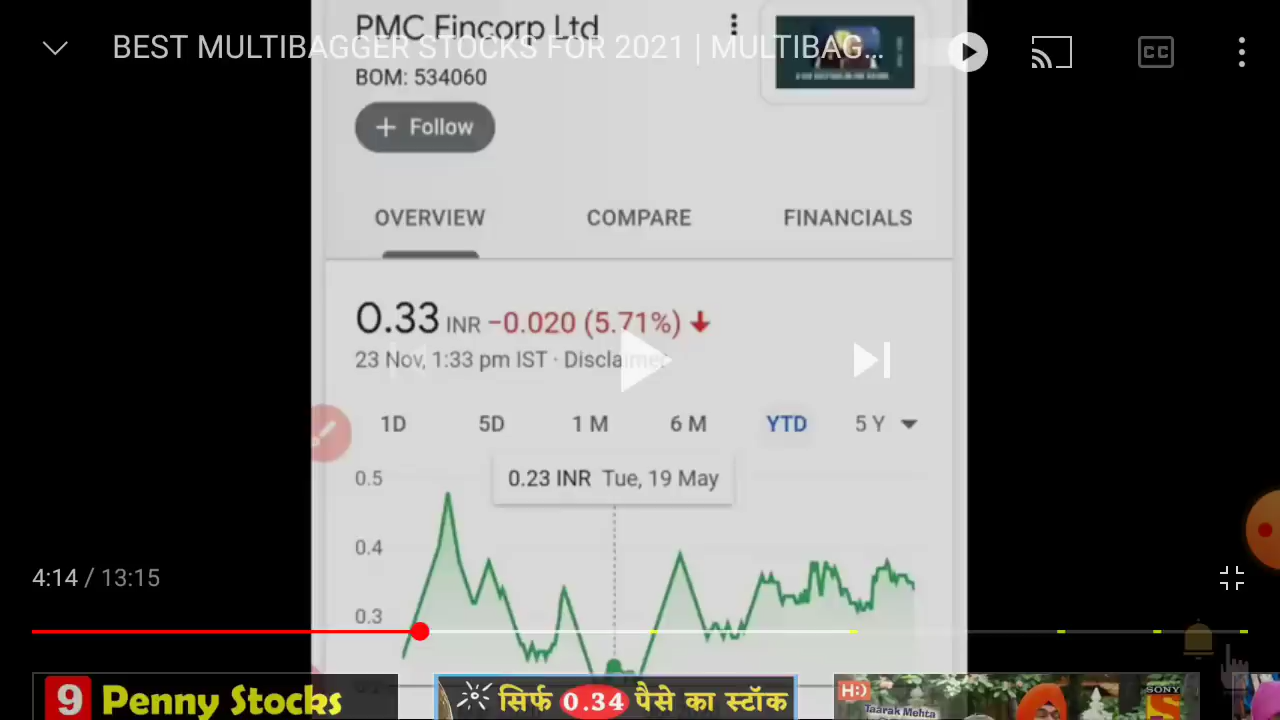 PMC Fincorp Ltd
BEST MULTIBAGGER STOCKS FOR 2021 | MULTIBAG...
CC
BOM: 534060
+ Follow
OVERVIEW COMPARE FINANCIALS
0.33 INR −0.020 (5.71%)
23 Nov, 1:33 pm IST · Disclaimer
1D 5D 1 M 6 M YTD 5 Y
0.5
0.23 INR Tue, 19 May
0.4
4:14 / 13:15
0.3
9 Penny Stocks
सिर्फ 0.34 पैसे का स्टॉक
H:)
Taarak Mehta
SONY